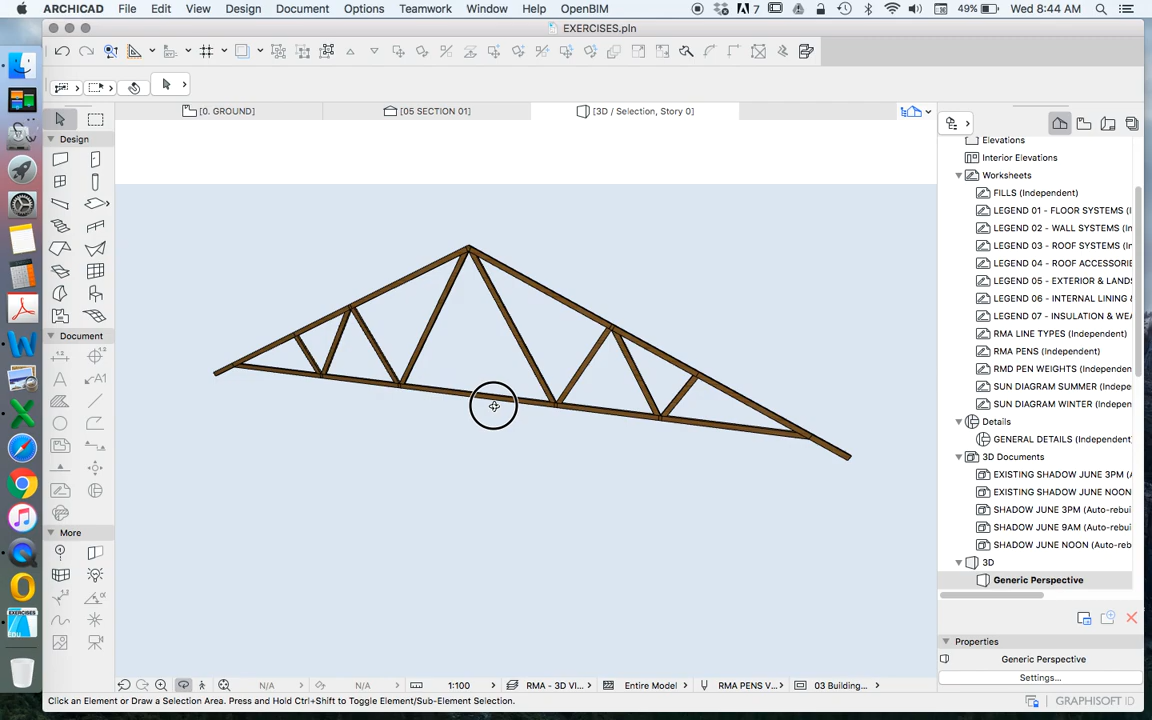 ARCHICAD File Edit View Design Document Options Teamwork Window Help OpenBIM 7 49% Wed 8:44 AM
EXERCISES.pln
[0. GROUND] [05 SECTION 01] [3D / Selection, Story 0]
Design
Document
More
Elevations
Interior Elevations
Worksheets
FILLS (Independent)
LEGEND 01 - FLOOR SYSTEMS (I
LEGEND 02 - WALL SYSTEMS (In
LEGEND 03 - ROOF SYSTEMS (In
LEGEND 04 - ROOF ACCESSORIE
LEGEND 05 - EXTERIOR & LANDS
LEGEND 06 - INTERNAL LINING &
LEGEND 07 - INSULATION & WEA
RMA LINE TYPES (Independent)
RMA PENS (Independent)
RMD PEN WEIGHTS (Independent)
SUN DIAGRAM SUMMER (Indepen
SUN DIAGRAM WINTER (Indepen
Details
GENERAL DETAILS (Independent
3D Documents
EXISTING SHADOW JUNE 3PM (A
EXISTING SHADOW JUNE NOON
SHADOW JUNE 3PM (Auto-rebui
SHADOW JUNE 9AM (Auto-rebui
SHADOW JUNE NOON (Auto-rebu
3D
Generic Perspective
Properties
Generic Perspective
Settings...
N/A N/A 1:100 RMA - 3D VI... Entire Model RMA PENS V... 03 Building...
Click an Element or Draw a Selection Area. Press and Hold Ctrl+Shift to Toggle Element/Sub-Element Selection.
GRAPHISOFT ID